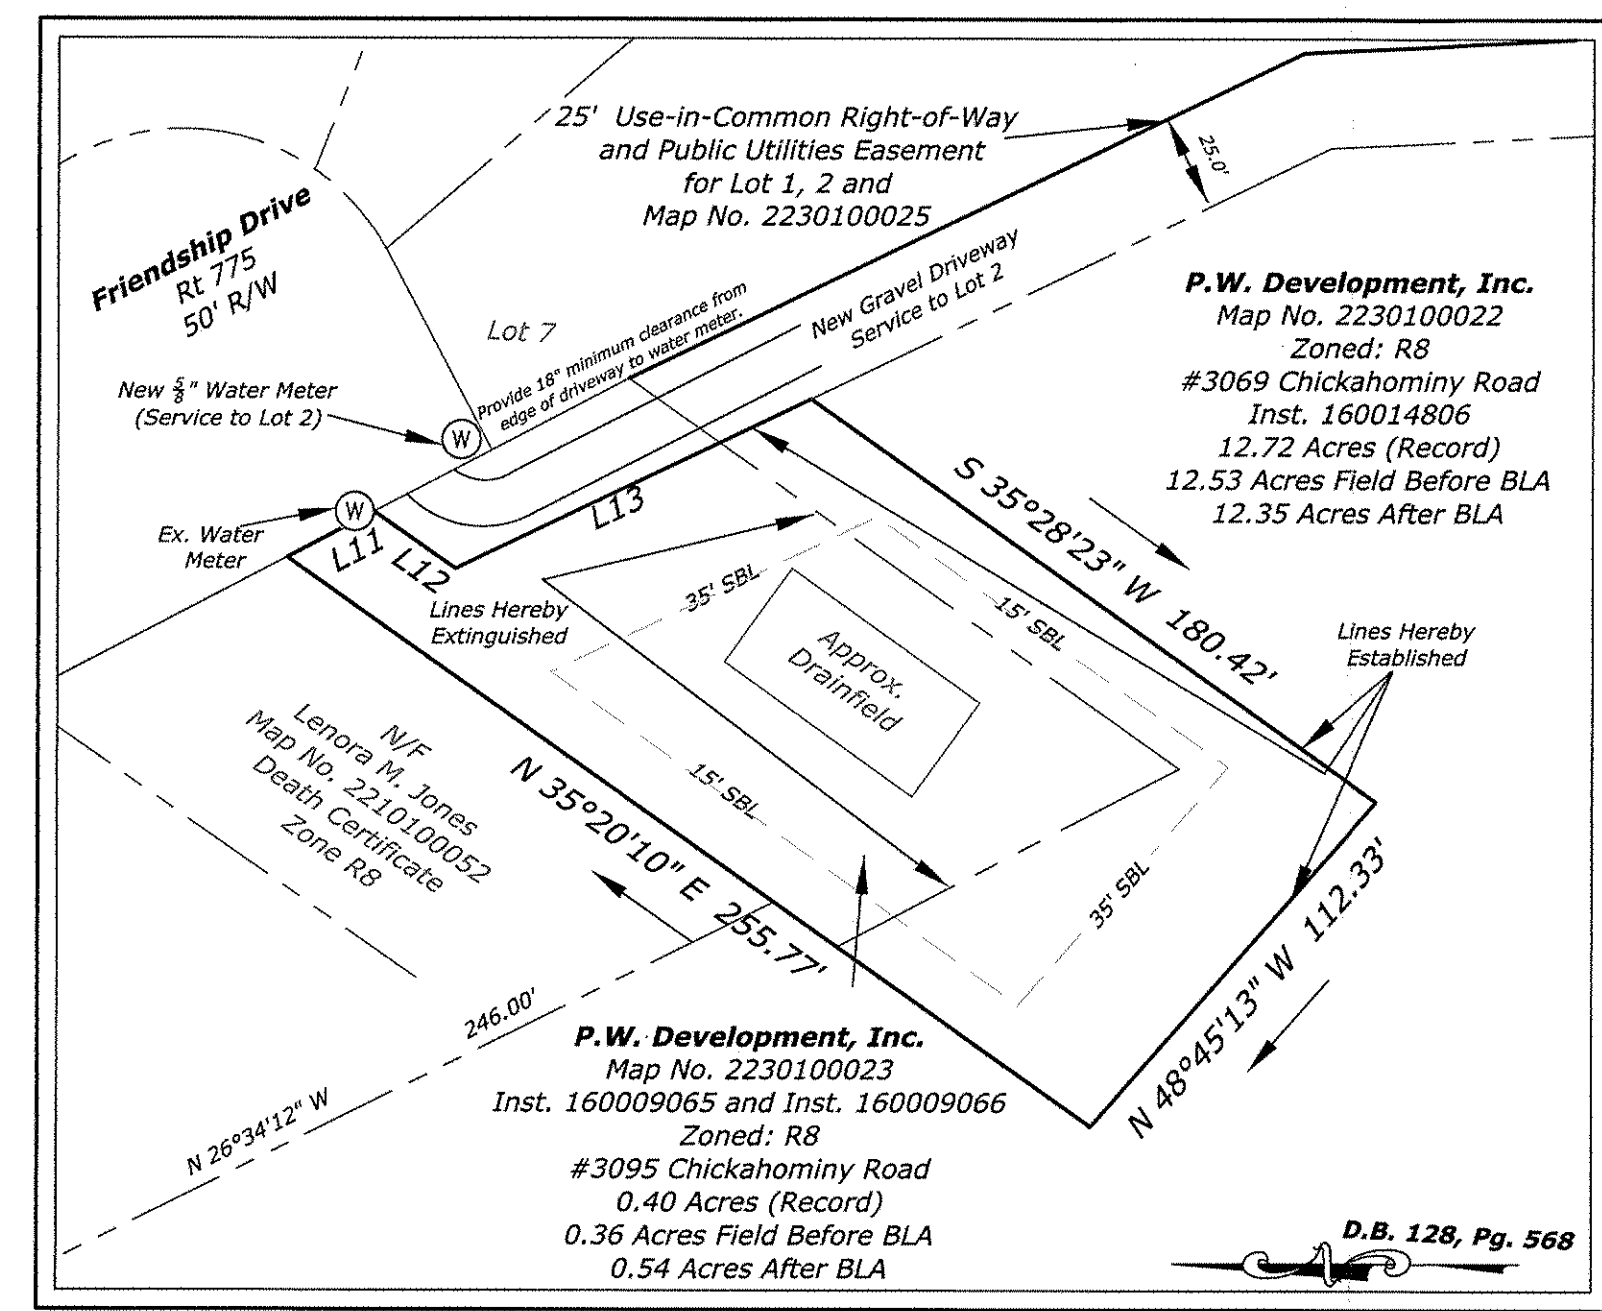 25' Use-in-Common Right-of-Way
and Public Utilities Easement
for Lot 1, 2 and
Map No. 2230100025
25.0'
Friendship Drive
Rt 775
50' R/W
Lot 7
Provide 18" minimum clearance from
edge of driveway to water meter.
New Gravel Driveway
Service to Lot 2
P.W. Development, Inc.
Map No. 2230100022
Zoned: R8
#3069 Chickahominy Road
Inst. 160014806
12.72 Acres (Record)
12.53 Acres Field Before BLA
12.35 Acres After BLA
New 5/8" Water Meter
(Service to Lot 2)
W
W
Ex. Water
Meter
L11
L12
L13
S 35°28'23" W 180.42'
Lines Hereby
Extinguished
35' SBL
15' SBL
Approx.
Drainfield
Lines Hereby
Established
N/F
Lenora M. Jones
Map No. 2210100052
Death Certificate
Zone R8
N 35°20'10" E 255.77'
15' SBL
35' SBL
N 48°45'13" W 112.33'
246.00'
N 26°34'12" W
P.W. Development, Inc.
Map No. 2230100023
Inst. 160009065 and Inst. 160009066
Zoned: R8
#3095 Chickahominy Road
0.40 Acres (Record)
0.36 Acres Field Before BLA
0.54 Acres After BLA
D.B. 128, Pg. 568
N